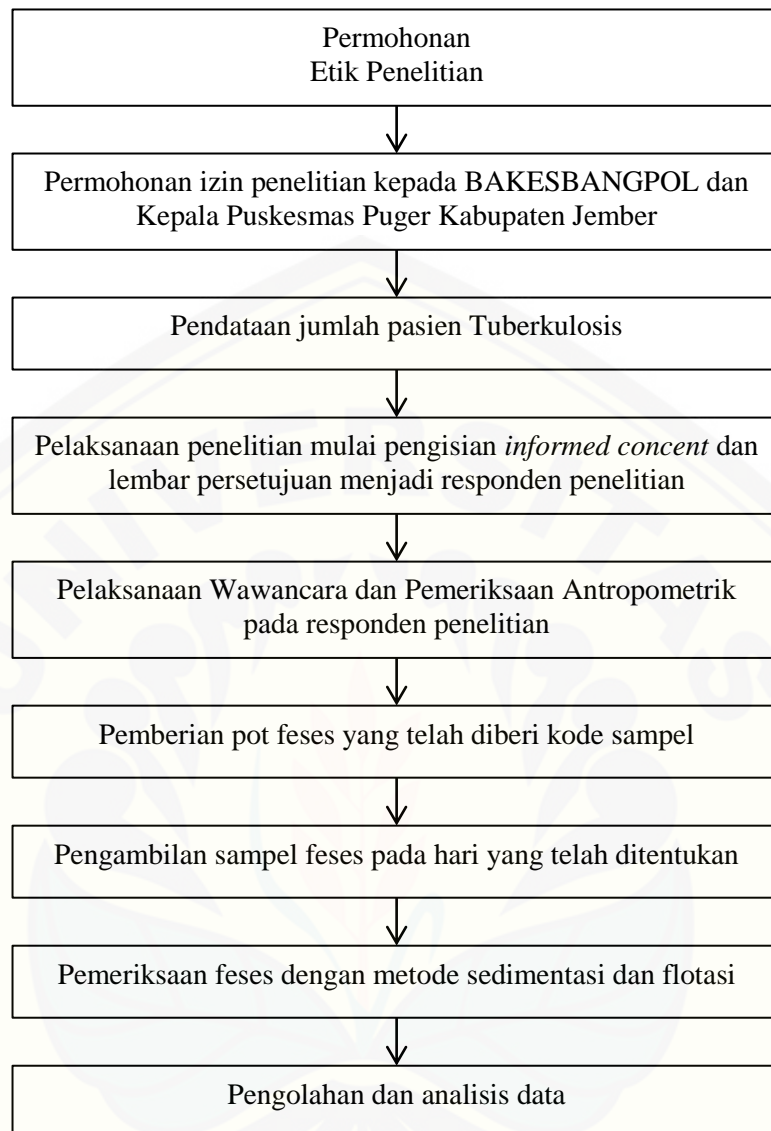 Permohonan
Etik Penelitian
Permohonan izin penelitian kepada BAKESBANGPOL dan
Kepala Puskesmas Puger Kabupaten Jember
Pendataan jumlah pasien Tuberkulosis
Pelaksanaan penelitian mulai pengisian informed concent dan
lembar persetujuan menjadi responden penelitian
Pelaksanaan Wawancara dan Pemeriksaan Antropometrik
pada responden penelitian
Pemberian pot feses yang telah diberi kode sampel
Pengambilan sampel feses pada hari yang telah ditentukan
Pemeriksaan feses dengan metode sedimentasi dan flotasi
Pengolahan dan analisis data
UNIVERSITAS